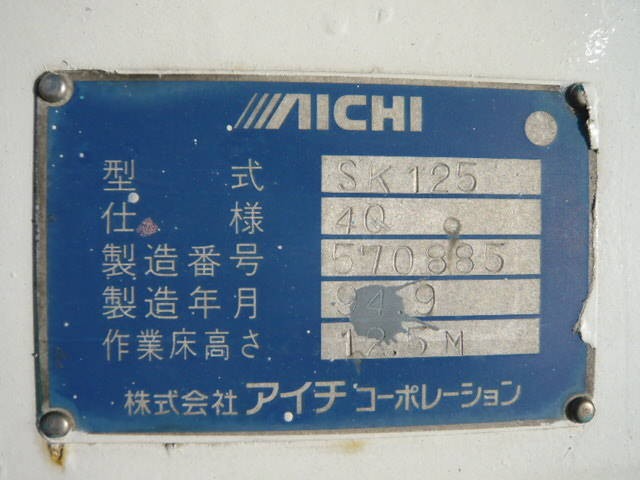 AICHI
型式 SK125
仕様 4Q
製造番号 570885
製造年月 94.9
作業床高さ 12.5M
株式会社 アイチ コーポレーション